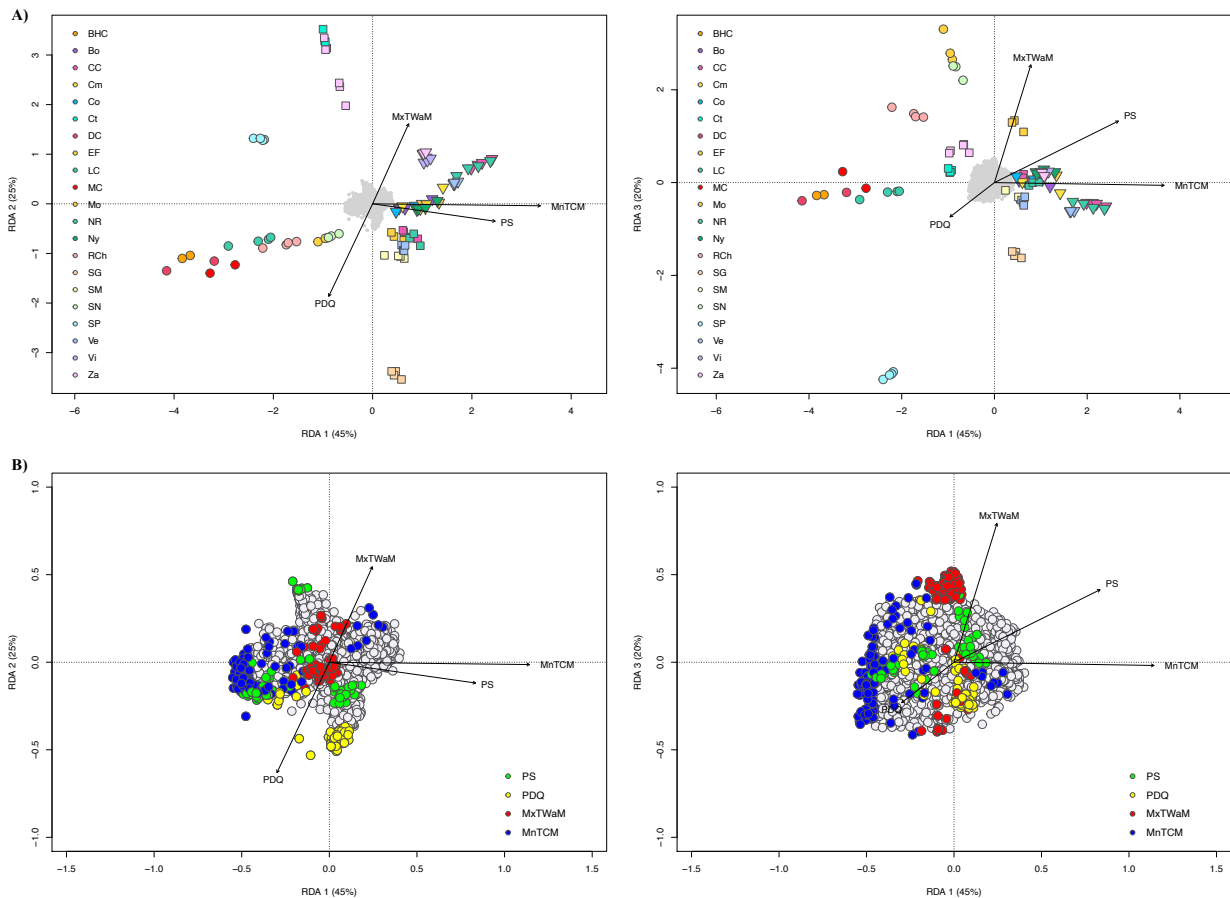 A)
BHC
Bo
CC
Cm
Co
Ct
DC
EF
LC
MC
Mo
NR
Ny
RCh
SG
SM
SN
SP
Ve
Vi
Za
MxTWaM
MnTCM
PS
PDQ
3
2
1
0
−1
−2
−3
RDA 2 (25%)
−6
−4
−2
0
2
4
RDA 1 (45%)
BHC
Bo
CC
Cm
Co
Ct
DC
EF
LC
MC
Mo
NR
Ny
RCh
SG
SM
SN
SP
Ve
Vi
Za
MxTWaM
PS
MnTCM
PDQ
2
0
−2
−4
RDA 3 (20%)
−6
−4
−2
0
2
4
RDA 1 (45%)
B)
1.0
0.5
0.0
−0.5
−1.0
RDA 2 (25%)
MxTWaM
MnTCM
PS
PDQ
PS
PDQ
MxTWaM
MnTCM
−1.5
−1.0
−0.5
0.0
0.5
1.0
1.5
RDA 1 (45%)
1.0
0.5
0.0
−0.5
−1.0
RDA 3 (20%)
MxTWaM
PS
MnTCM
PDQ
PS
PDQ
MxTWaM
MnTCM
−1.5
−1.0
−0.5
0.0
0.5
1.0
1.5
RDA 1 (45%)